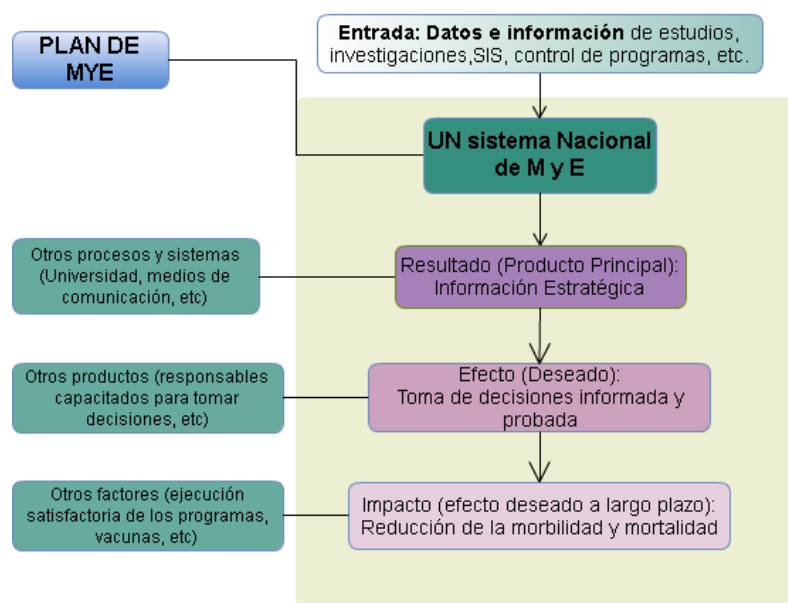 PLAN DE
MYE
Entrada: Datos e información de estudios,
investigaciones,SIS, control de programas, etc.
UN sistema Nacional
de M y E
Otros procesos y sistemas
(Universidad, medios de
comunicación, etc)
Resultado (Producto Principal):
Información Estratégica
Otros productos (responsables
capacitados para tomar
decisiones, etc)
Efecto (Deseado):
Toma de decisiones informada y
probada
Otros factores (ejecución
satisfactoria de los programas,
vacunas, etc)
Impacto (efecto deseado a largo plazo):
Reducción de la morbilidad y mortalidad